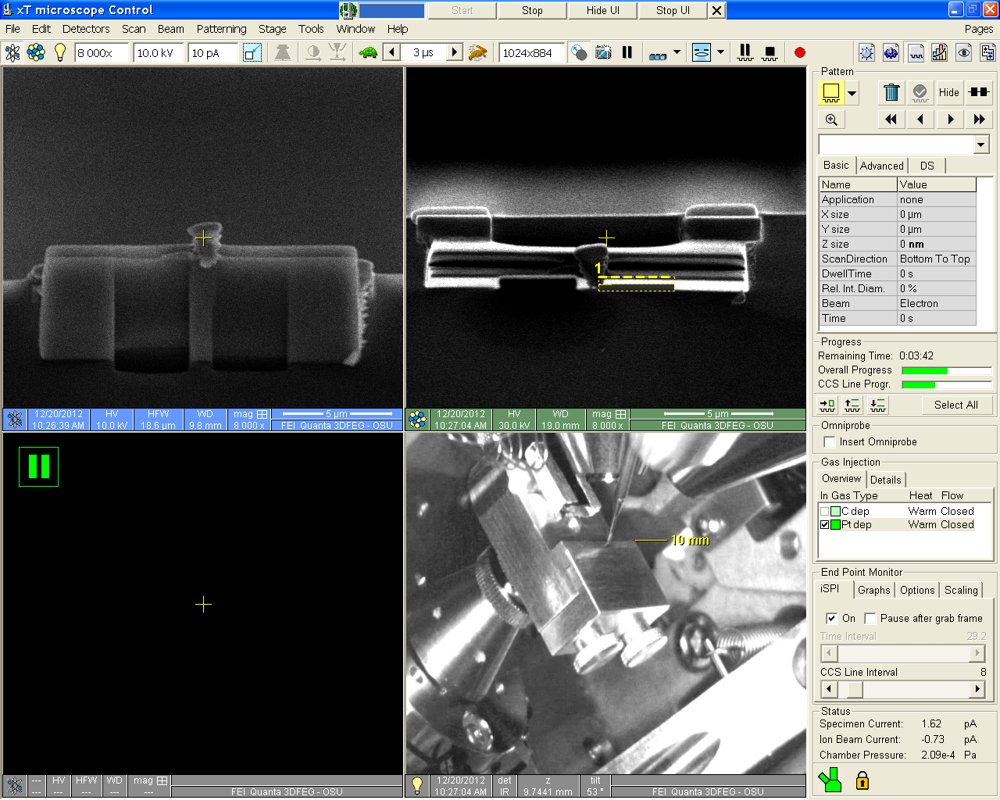 xT microscope Control
Start
Stop
Hide UI
Stop UI
File Edit Detectors Scan Beam Patterning Stage Tools Window Help
Pages
8 000x
10.0 kV
10 pA
3 µs
1024x884
Pattern
Hide
Basic
Advanced
DS
Name Value
Application none
X size 0 µm
Y size 0 µm
Z size 0 nm
ScanDirection Bottom To Top
DwellTime 0 s
Rel. Int. Diam. 0 %
Beam Electron
Time 0 s
Progress
Remaining Time: 0:03:42
Overall Progress
CCS Line Progr.
Select All
Omniprobe
Insert Omniprobe
Gas Injection
Overview
Details
In Gas Type Heat Flow
C dep Warm Closed
Pt dep Warm Closed
End Point Monitor
iSPI
Graphs
Options
Scaling
On
Pause after grab frame
Time Interval 29.2
CCS Line Interval 8
Status
Specimen Current: 1.62 pA
Ion Beam Current: -0.73 pA
Chamber Pressure: 2.09e-4 Pa
12/20/2012 HV HFW WD mag 5 µm
10:26:39 AM 10.0 kV 18.6 µm 9.8 mm 8 000 x FEI Quanta 3D FEG - OSU
1
12/20/2012 HV WD mag 5 µm
10:27:04 AM 30.0 kV 19.0 mm 8 000 x FEI Quanta 3D FEG - OSU
--- HV HFW WD mag
--- --- --- --- --- FEI Quanta 3D FEG - OSU
10 mm
12/20/2012 det z tilt
10:27:04 AM IR 9.7441 mm 53 ° FEI Quanta 3D FEG - OSU